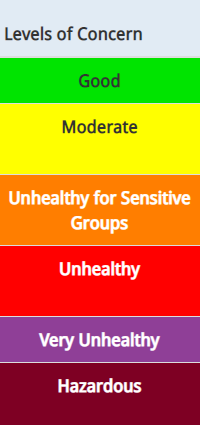 Levels of Concern
Good
Moderate
Unhealthy for Sensitive
Groups
Unhealthy
Very Unhealthy
Hazardous